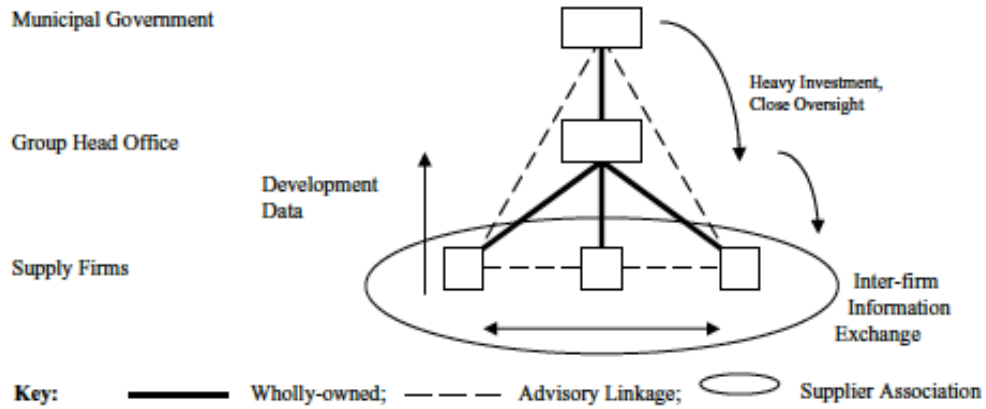 Municipal Government
Heavy Investment,
Close Oversight
Group Head Office
Development
Data
Supply Firms
Inter-firm
Information
Exchange
Key: Wholly-owned; Advisory Linkage; Supplier Association